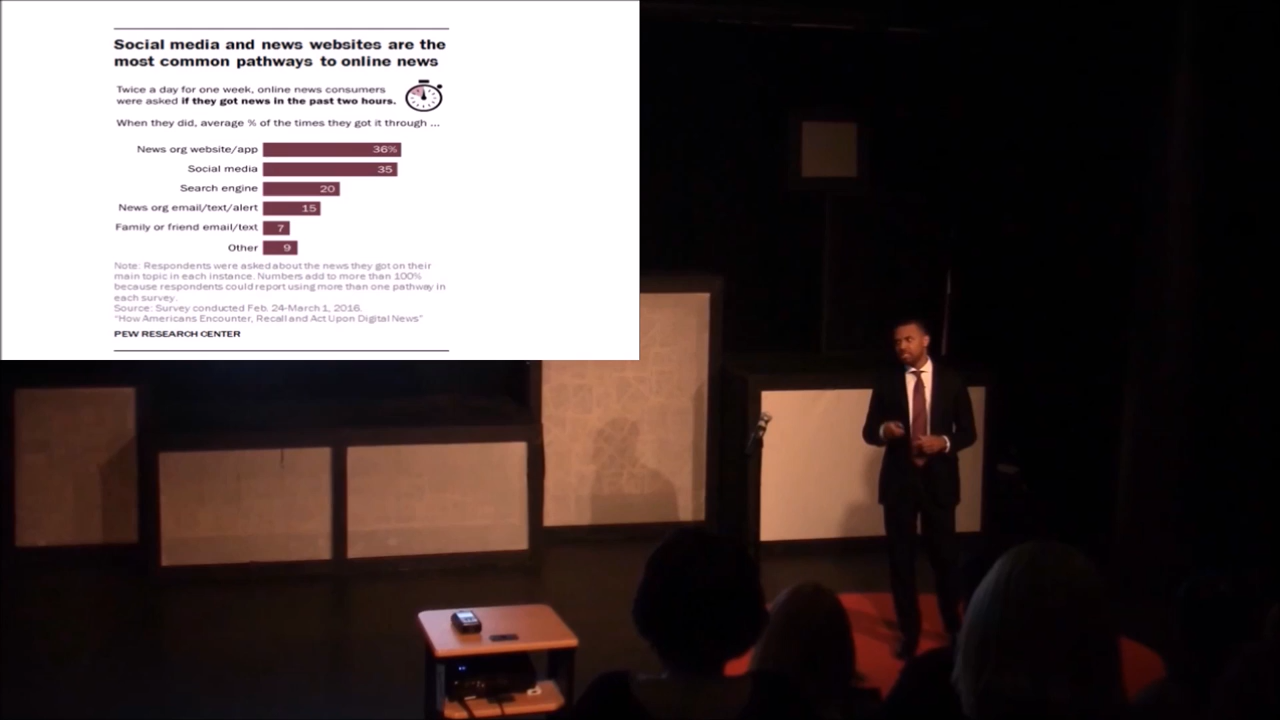 Social media and news websites are the
most common pathways to online news
Twice a day for one week, online news consumers
were asked if they got news in the past two hours.
When they did, average % of the times they got it through ...
News org website/app 36%
Social media 35
Search engine 20
News org email/text/alert 15
Family or friend email/text 7
Other 9
Note: Respondents were asked about the news they got on their
main topic in each instance. Numbers add to more than 100%
because respondents could report using more than one pathway in
each survey.
Source: Survey conducted Feb. 24-March 1, 2016.
"How Americans Encounter, Recall and Act Upon Digital News"
PEW RESEARCH CENTER